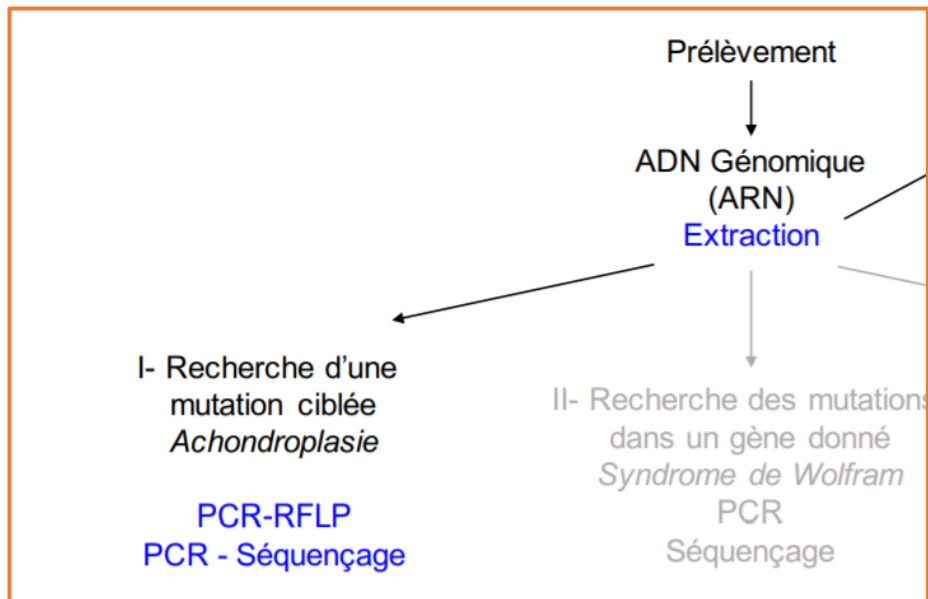 Prélèvement
ADN Génomique
(ARN)
Extraction
I- Recherche d'une
mutation ciblée
Achondroplasie
PCR-RFLP
PCR - Séquençage
II- Recherche des mutations
dans un gène donné
Syndrome de Wolfram
PCR
Séquençage